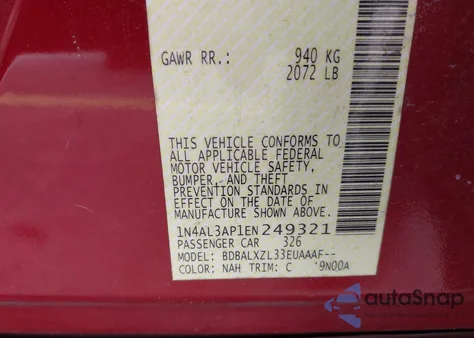 GAWR RR.: 940 KG
2072 LB
THIS VEHICLE CONFORMS TO
ALL APPLICABLE FEDERAL
MOTOR VEHICLE SAFETY,
BUMPER, AND THEFT
PREVENTION STANDARDS IN
EFFECT ON THE DATE OF
MANUFACTURE SHOWN ABOVE.
1N4AL3AP1EN249321
PASSENGER CAR 326
MODEL: BDBALXZL33EUAAAF--
COLOR: NAH TRIM: C 9N00A
autoSnap